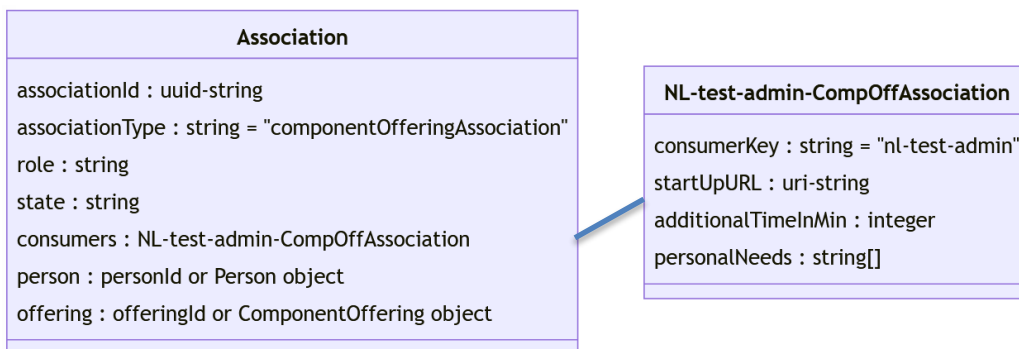 Association
associationId : uuid-string
associationType : string = "componentOfferingAssociation"
role : string
state : string
consumers : NL-test-admin-CompOffAssociation
person : personId or Person object
offering : offeringId or ComponentOffering object
NL-test-admin-CompOffAssociation
consumerKey : string = "nl-test-admin"
startUpURL : uri-string
additionalTimeInMin : integer
personalNeeds : string[]